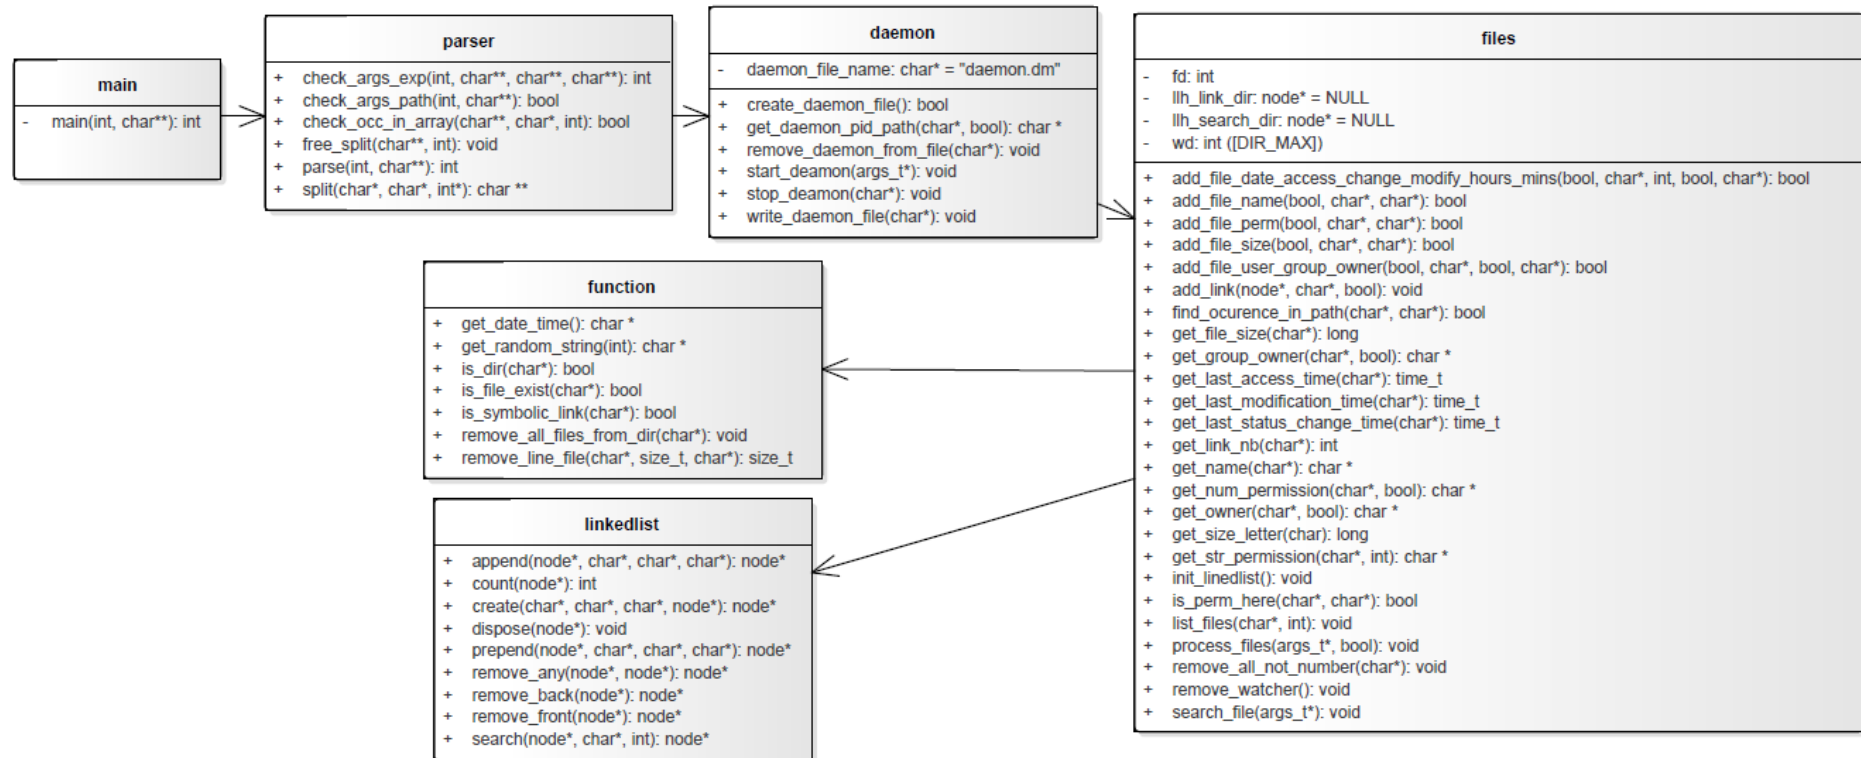 main
- main(int, char**): int
parser
+ check_args_exp(int, char**, char**, char**): int
+ check_args_path(int, char**): bool
+ check_occ_in_array(char**, char*, int): bool
+ free_split(char**, int): void
+ parse(int, char**): int
+ split(char*, char*, int*): char **
daemon
- daemon_file_name: char* = "daemon.dm"
+ create_daemon_file(): bool
+ get_daemon_pid_path(char*, bool): char *
+ remove_daemon_from_file(char*): void
+ start_deamon(args_t*): void
+ stop_deamon(char*): void
+ write_daemon_file(char*): void
files
- fd: int
- llh_link_dir: node* = NULL
- llh_search_dir: node* = NULL
- wd: int ([DIR_MAX])
+ add_file_date_access_change_modify_hours_mins(bool, char*, int, bool, char*): bool
+ add_file_name(bool, char*, char*): bool
+ add_file_perm(bool, char*, char*): bool
+ add_file_size(bool, char*, char*): bool
+ add_file_user_group_owner(bool, char*, bool, char*): bool
+ add_link(node*, char*, bool): void
+ find_ocurence_in_path(char*, char*): bool
+ get_file_size(char*): long
+ get_group_owner(char*, bool): char *
+ get_last_access_time(char*): time_t
+ get_last_modification_time(char*): time_t
+ get_last_status_change_time(char*): time_t
+ get_link_nb(char*): int
+ get_name(char*): char *
+ get_num_permission(char*, bool): char *
+ get_owner(char*, bool): char *
+ get_size_letter(char): long
+ get_str_permission(char*, int): char *
+ init_linedlist(): void
+ is_perm_here(char*, char*): bool
+ list_files(char*, int): void
+ process_files(args_t*, bool): void
+ remove_all_not_number(char*): void
+ remove_watcher(): void
+ search_file(args_t*): void
function
+ get_date_time(): char *
+ get_random_string(int): char *
+ is_dir(char*): bool
+ is_file_exist(char*): bool
+ is_symbolic_link(char*): bool
+ remove_all_files_from_dir(char*): void
+ remove_line_file(char*, size_t, char*): size_t
linkedlist
+ append(node*, char*, char*, char*): node*
+ count(node*): int
+ create(char*, char*, char*, node*): node*
+ dispose(node*): void
+ prepend(node*, char*, char*, char*): node*
+ remove_any(node*, node*): node*
+ remove_back(node*): node*
+ remove_front(node*): node*
+ search(node*, char*, int): node*